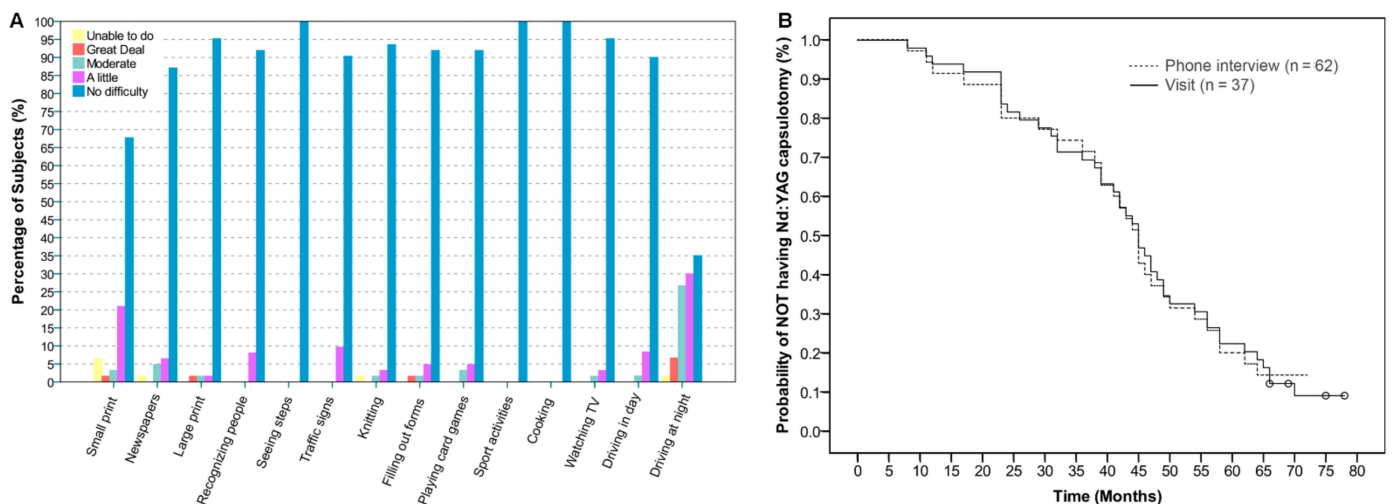 A
Percentage of Subjects (%)
100
95
90
85
80
75
70
65
60
55
50
45
40
35
30
25
20
15
10
5
0
Unable to do
Great Deal
Moderate
A little
No difficulty
Small print
Newspapers
Large print
Recognizing people
Seeing steps
Traffic signs
Knitting
Filling out forms
Playing card games
Sport activities
Cooking
Watching TV
Driving in day
Driving at night
B
Probability of NOT having Nd:YAG capsulotomy (%)
1.0
0.9
0.8
0.7
0.6
0.5
0.4
0.3
0.2
0.1
0.0
Phone interview (n = 62)
Visit (n = 37)
0 5 10 15 20 25 30 35 40 45 50 55 60 65 70 75 80
Time (Months)